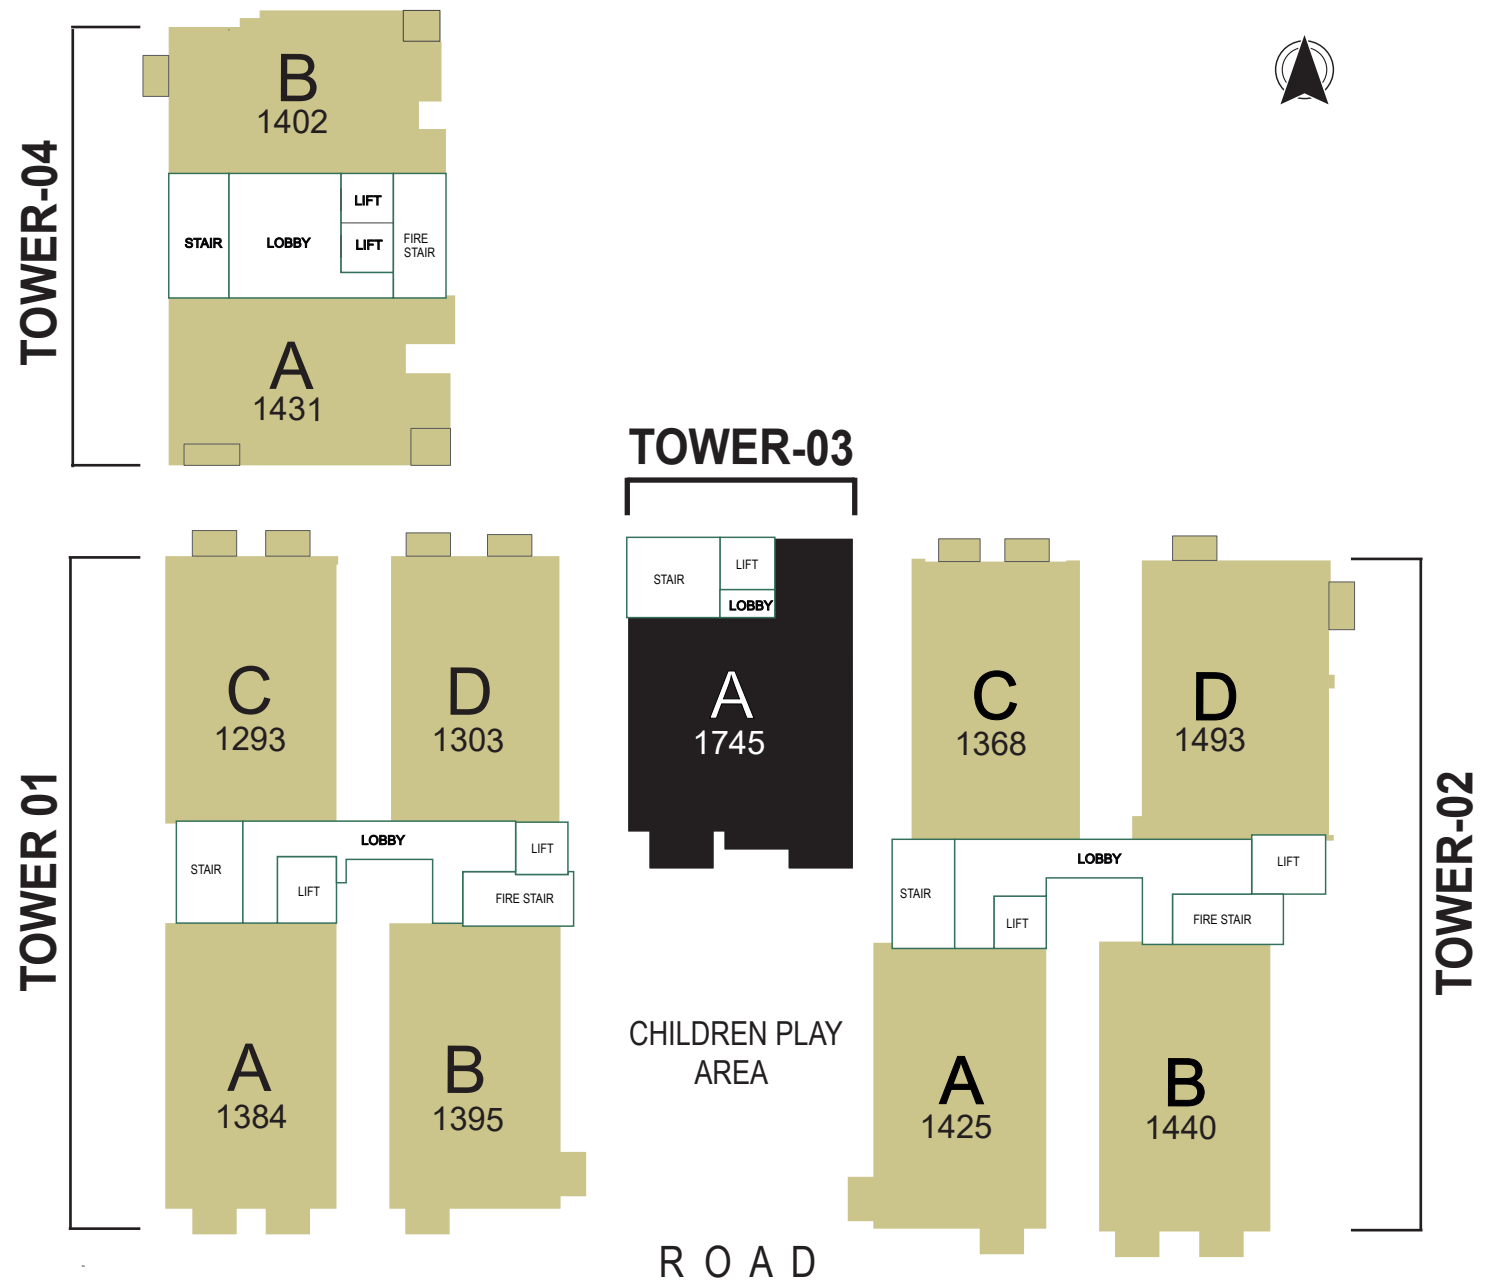 TOWER-04
B
1402
STAIR
LOBBY
LIFT
LIFT
FIRE
STAIR
A
1431
TOWER-03
STAIR
LIFT
LOBBY
A
1745
TOWER 01
C
1293
D
1303
LOBBY
STAIR
LIFT
LIFT
FIRE STAIR
A
1384
B
1395
CHILDREN PLAY
AREA
TOWER-02
C
1368
D
1493
LOBBY
STAIR
LIFT
LIFT
FIRE STAIR
A
1425
B
1440
ROAD